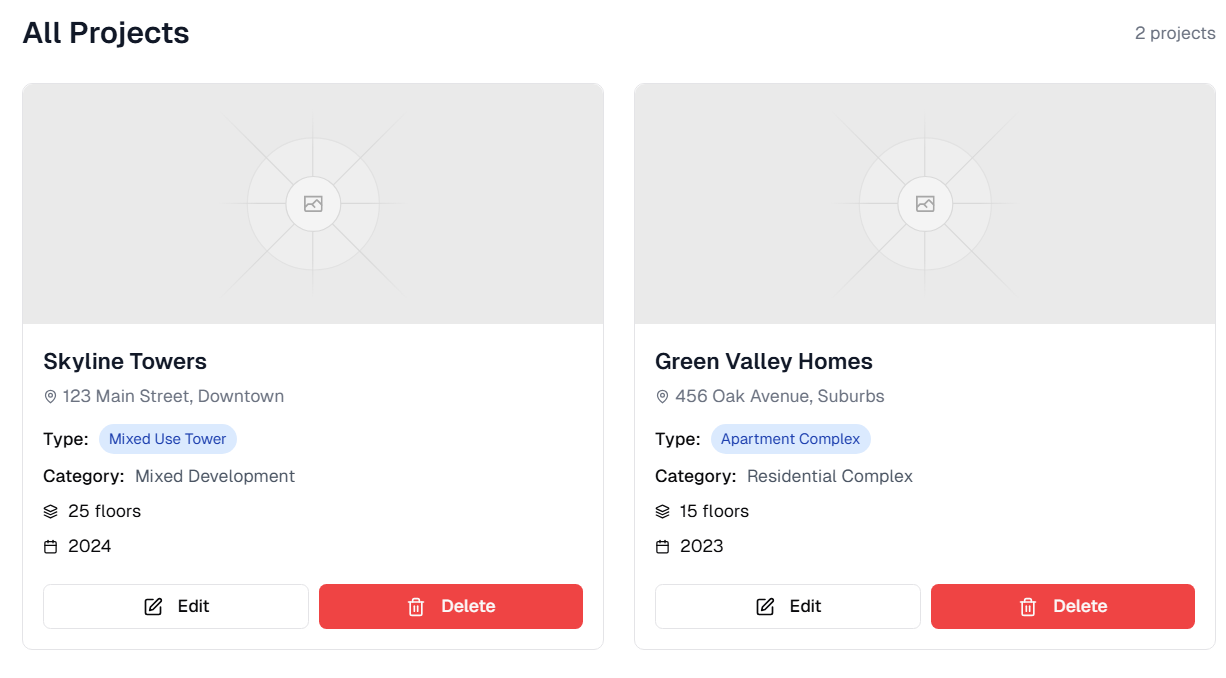 All Projects
2 projects
Skyline Towers
123 Main Street, Downtown
Type: Mixed Use Tower
Category: Mixed Development
25 floors
2024
Edit
Delete
Green Valley Homes
456 Oak Avenue, Suburbs
Type: Apartment Complex
Category: Residential Complex
15 floors
2023
Edit
Delete